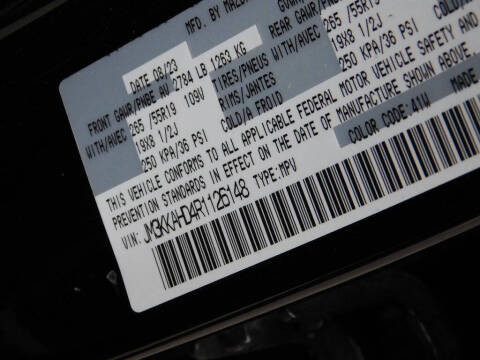 MFD. BY MAZDA
DATE 08/23
FRONT GAWR/PNBE AV 2784 LB 1263 KG
WITH/AVEC 265 /55R19 109V TIRES/PNEUS
19X8 1/2J RIMS/JANTES
250 KPA/36 PSI COLD/A FROID
REAR GAWR
WITH/AVEC 265 /55R19
19X8 1/2J
250 KPA/36 PSI COLD/A
THIS VEHICLE CONFORMS TO ALL APPLICABLE FEDERAL MOTOR VEHICLE SAFETY AND
PREVENTION STANDARDS IN EFFECT ON THE DATE OF MANUFACTURE SHOWN ABOVE.
VIN: JM3KKAHD4R1126148 TYPE: MPV
COLOR CODE: 41W MADE